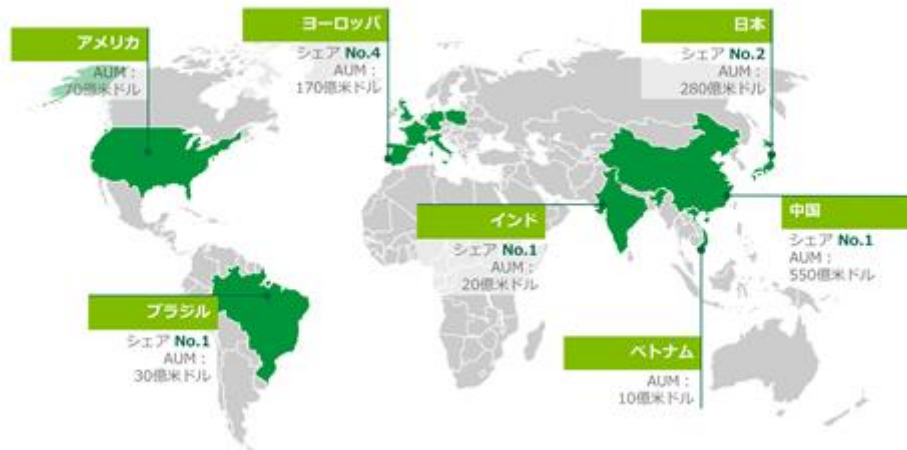 アメリカ
AUM：
70億米ドル
ヨーロッパ
シェア No.4
AUM：
170億米ドル
日本
シェア No.2
AUM：
280億米ドル
インド
シェア No.1
AUM：
20億米ドル
中国
シェア No.1
AUM：
550億米ドル
ブラジル
シェア No.1
AUM：
30億米ドル
ベトナム
AUM：
10億米ドル